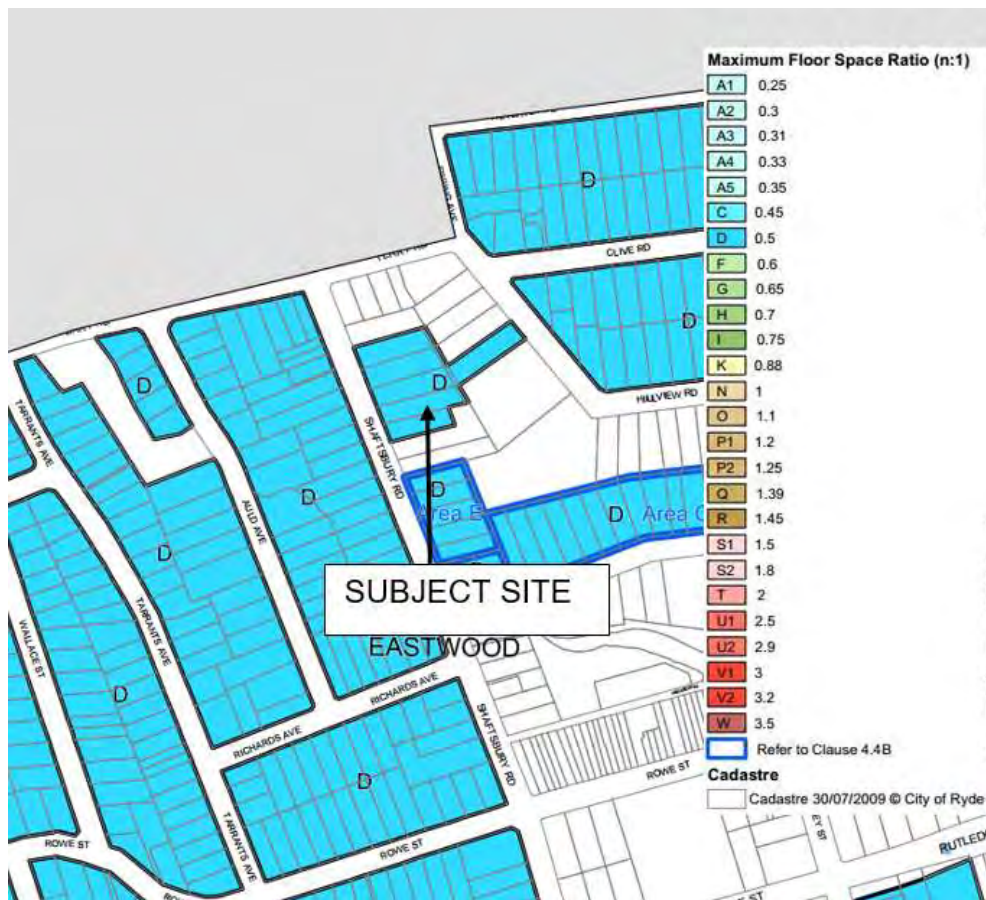 Maximum Floor Space Ratio (n:1)
A1 0.25
A2 0.3
A3 0.31
A4 0.33
A5 0.35
C 0.45
D 0.5
F 0.6
G 0.65
H 0.7
I 0.75
K 0.88
N 1
O 1.1
P1 1.2
P2 1.25
Q 1.39
R 1.45
S1 1.5
S2 1.8
T 2
U1 2.5
U2 2.9
V1 3
V2 3.2
W 3.5
Refer to Clause 4.4B
Cadastre
Cadastre 30/07/2009 © City of Ryde
D
CLIVE RD
D
HILLVIEW RD
D
D
TARRANTS AVE
SHAFTSBURY RD
D
Area E
D
Area
D
AULD AVE
D
SUBJECT SITE
EASTWOOD
TARRANTS AVE
WALLACE ST
D
RICHARDS AVE
RICHARDS AVE
SHAFTSBURY RD
D
ROWE ST
TARRANTS AVE
ROWE ST
ROWE ST